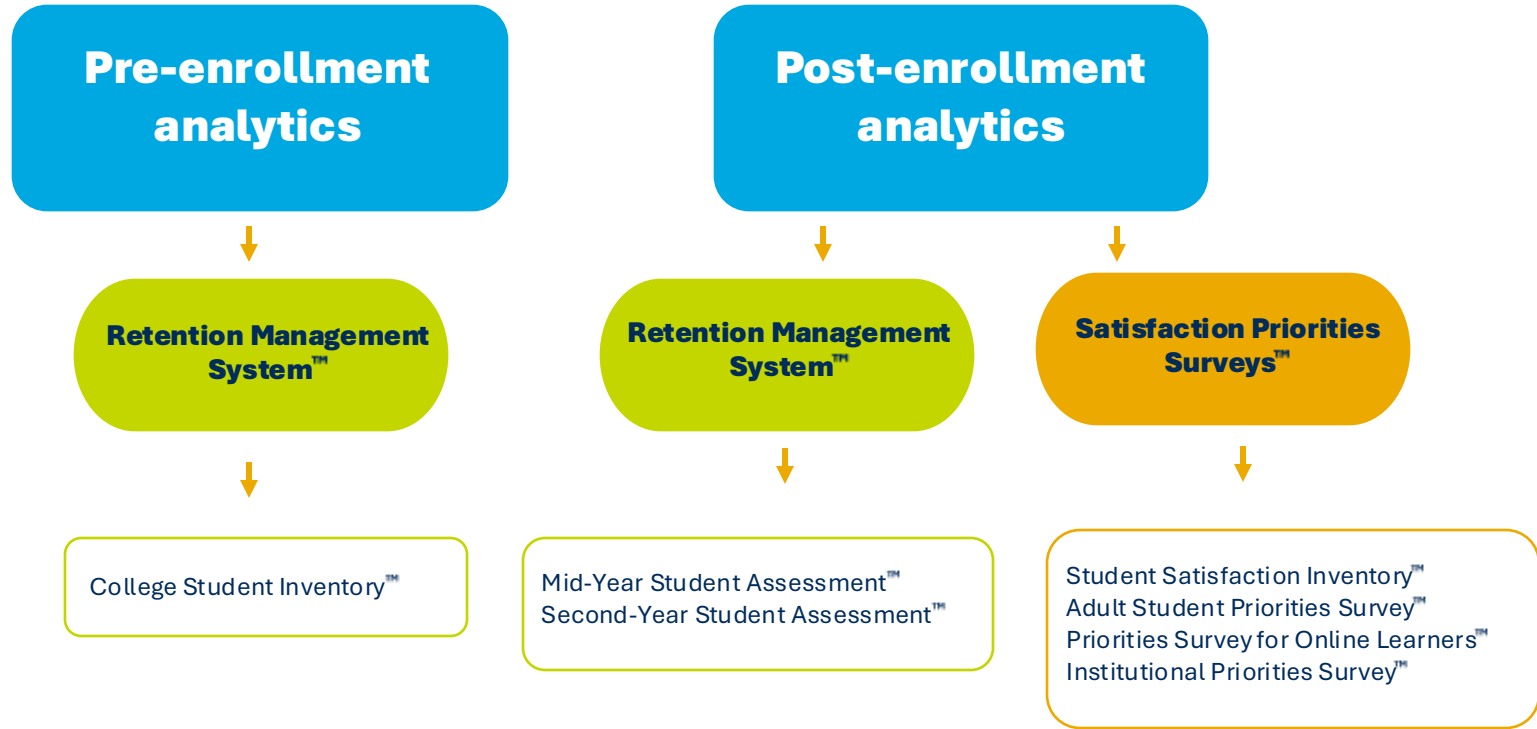 Pre-enrollment
analytics
Post-enrollment
analytics
Retention Management
System™
Retention Management
System™
Satisfaction Priorities
Surveys™
College Student Inventory™
Mid-Year Student Assessment™
Second-Year Student Assessment™
Student Satisfaction Inventory™
Adult Student Priorities Survey™
Priorities Survey for Online Learners™
Institutional Priorities Survey™